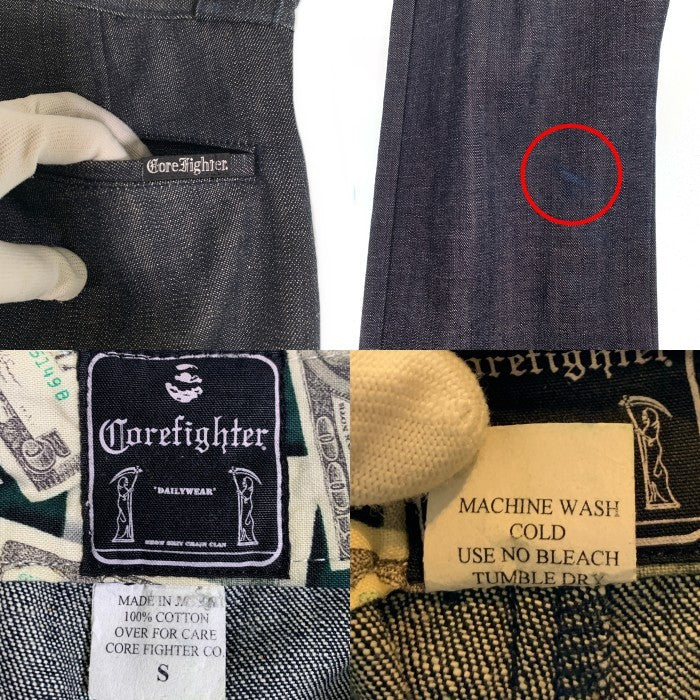 CoreFighter.
Corefighter.
"DAILYWEAR"
MADE IN
100% COTTON
OVER FOR CARE
CORE FIGHTER CO.
S
Corefighter.
MACHINE WASH
COLD
USE NO BLEACH
TUMBLE DRY